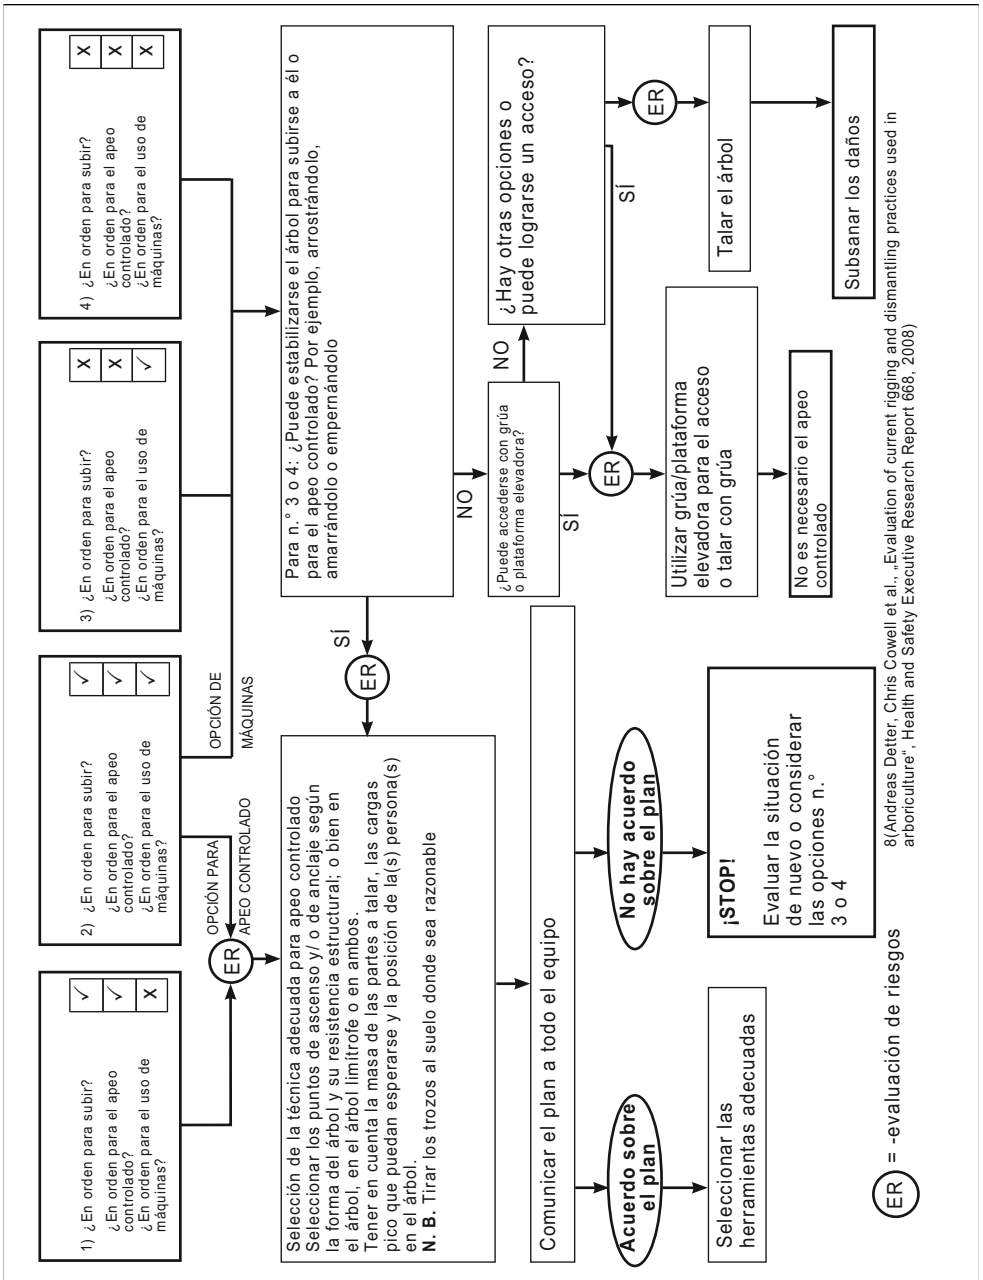 1) ¿En orden para subir?
¿En orden para el apeo
controlado?
¿En orden para el uso de
máquinas?
✓
✓
X
2) ¿En orden para subir?
¿En orden para el apeo
controlado?
¿En orden para el uso de
máquinas?
✓
✓
✓
3) ¿En orden para subir?
¿En orden para el apeo
controlado?
¿En orden para el uso de
máquinas?
X
X
✓
4) ¿En orden para subir?
¿En orden para el apeo
controlado?
¿En orden para el uso de
máquinas?
X
X
X
ER
OPCIÓN PARA
APEO CONTROLADO
OPCIÓN DE
MÁQUINAS
Selección de la técnica adecuada para apeo controlado
Seleccionar los puntos de ascenso y/ o de anclaje según
la forma del árbol y su resistencia estructural; o bien en
el árbol, en el árbol limítrofe o en ambos.
Tener en cuenta la masa de las partes a talar, las cargas
pico que puedan esperarse y la posición de la(s) persona(s)
en el árbol.
N. B. Tirar los trozos al suelo donde sea razonable
SÍ
ER
Para n.° 3 o 4: ¿Puede estabilizarse el árbol para subirse a él o
para el apeo controlado? Por ejemplo, arrostrándolo,
amarrándolo o empernándolo
NO
¿Puede accederse con grúa
o plataforma elevadora?
NO
¿Hay otras opciones o
puede lograrse un acceso?
SÍ
ER
SÍ
ER
Comunicar el plan a todo el equipo
Utilizar grúa/plataforma
elevadora para el acceso
o talar con grúa
Talar el árbol
Acuerdo sobre
el plan
No hay acuerdo
sobre el plan
Seleccionar las
herramientas adecuadas
¡STOP!
Evaluar la situación
de nuevo o considerar
las opciones n.°
3 o 4
No es necesario el apeo
controlado
Subsanar los daños
ER = -evaluación de riesgos
8(Andreas Detter, Chris Cowell et al., „Evaluation of current rigging and dismantling practices used in
arboriculture“, Health and Safety Executive Research Report 668, 2008)